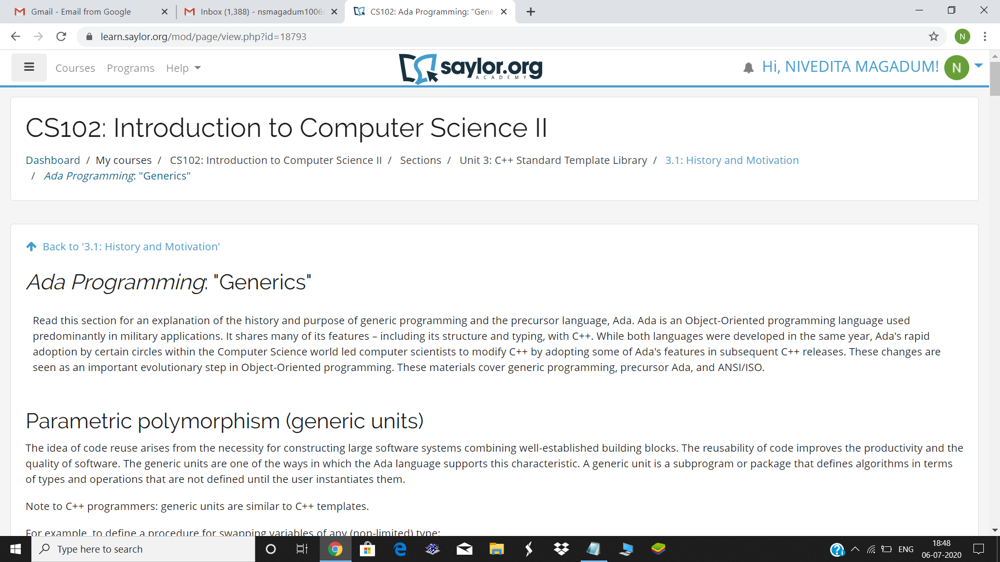 Gmail - Email from Google
Inbox (1,388) - nsmagadum1006
CS102: Ada Programming: "Gene
learn.saylor.org/mod/page/view.php?id=18793
N
Courses Programs Help
saylor.org
ACADEMY
Hi, NIVEDITA MAGADUM! N
CS102: Introduction to Computer Science II
Dashboard / My courses / CS102: Introduction to Computer Science II / Sections / Unit 3: C++ Standard Template Library / 3.1: History and Motivation
/ Ada Programming: "Generics"
Back to '3.1: History and Motivation'
Ada Programming: "Generics"
Read this section for an explanation of the history and purpose of generic programming and the precursor language, Ada. Ada is an Object-Oriented programming language used
predominantly in military applications. It shares many of its features – including its structure and typing, with C++. While both languages were developed in the same year, Ada's rapid
adoption by certain circles within the Computer Science world led computer scientists to modify C++ by adopting some of Ada's features in subsequent C++ releases. These changes are
seen as an important evolutionary step in Object-Oriented programming. These materials cover generic programming, precursor Ada, and ANSI/ISO.
Parametric polymorphism (generic units)
The idea of code reuse arises from the necessity for constructing large software systems combining well-established building blocks. The reusability of code improves the productivity and the
quality of software. The generic units are one of the ways in which the Ada language supports this characteristic. A generic unit is a subprogram or package that defines algorithms in terms
of types and operations that are not defined until the user instantiates them.
Note to C++ programmers: generic units are similar to C++ templates.
For example, to define a procedure for swapping variables of any (non-limited) type:
Type here to search
ENG
18:48
06-07-2020